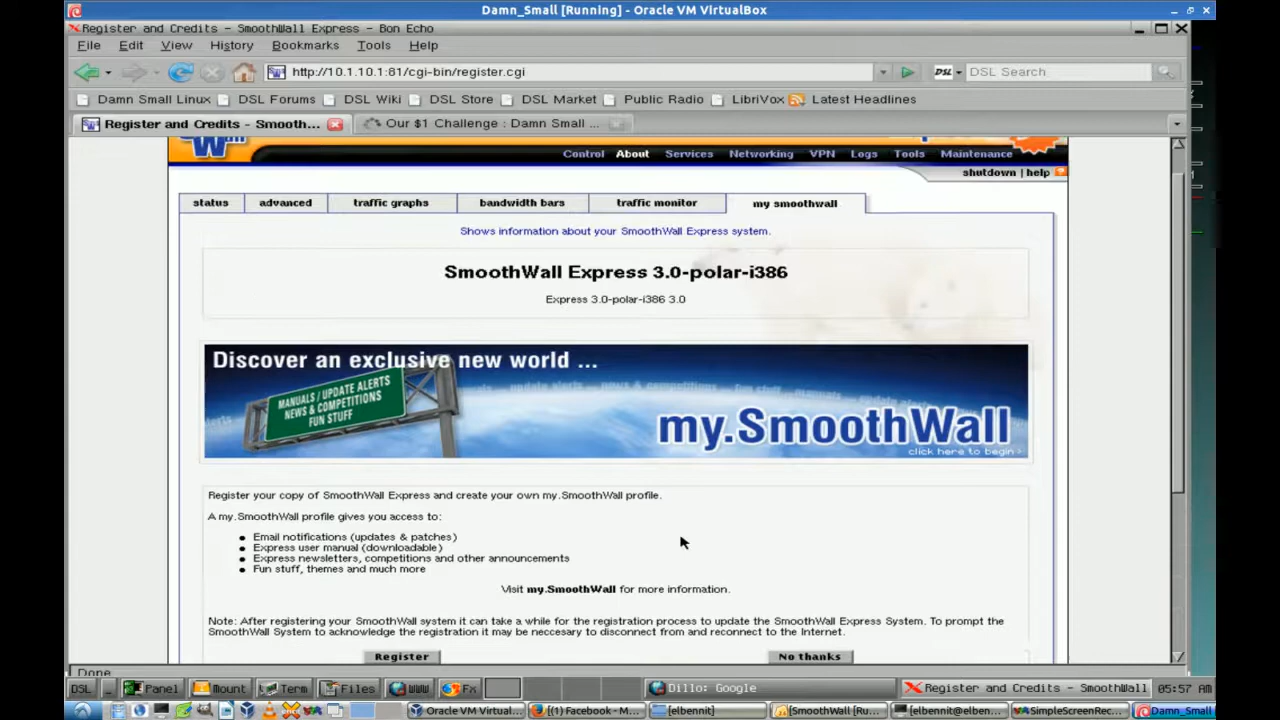 Damn_Small [Running] - Oracle VM VirtualBox
Register and Credits - SmoothWall Express - Bon Echo
File Edit View History Bookmarks Tools Help
http://10.1.10.1:81/cgi-bin/register.cgi DSL DSL Search
Damn Small Linux DSL Forums DSL Wiki DSL Store DSL Market Public Radio LibriVox Latest Headlines
Register and Credits - Smooth... Our $1 Challenge : Damn Small ...
Wall
Control About Services Networking VPN Logs Tools Maintenance
shutdown | help
status advanced traffic graphs bandwidth bars traffic monitor my smoothwall
Shows information about your SmoothWall Express system.
SmoothWall Express 3.0-polar-i386
Express 3.0-polar-i386 3.0
Discover an exclusive new world ...
MANUALS / UPDATE ALERTS
NEWS & COMPETITIONS
FUN STUFF
my.SmoothWall
click here to begin >
Register your copy of SmoothWall Express and create your own my.SmoothWall profile.
A my.SmoothWall profile gives you access to:
Email notifications (updates & patches)
Express user manual (downloadable)
Express newsletters, competitions and other announcements
Fun stuff, themes and much more
Visit my.SmoothWall for more information.
Note: After registering your SmoothWall system it can take a while for the registration process to update the SmoothWall Express System. To prompt the
SmoothWall System to acknowledge the registration it may be neccesary to disconnect from and reconnect to the Internet.
Register No thanks
Done
DSL Panel Mount Term Files WWW Fx Dillo: Google Register and Credits - SmoothWall 05:57 AM
Oracle VM Virtual... [(1) Facebook - M... [elbennit] [SmoothWall [Ru... [elbennit@elben... SimpleScreenRec... Damn_Small [Run...